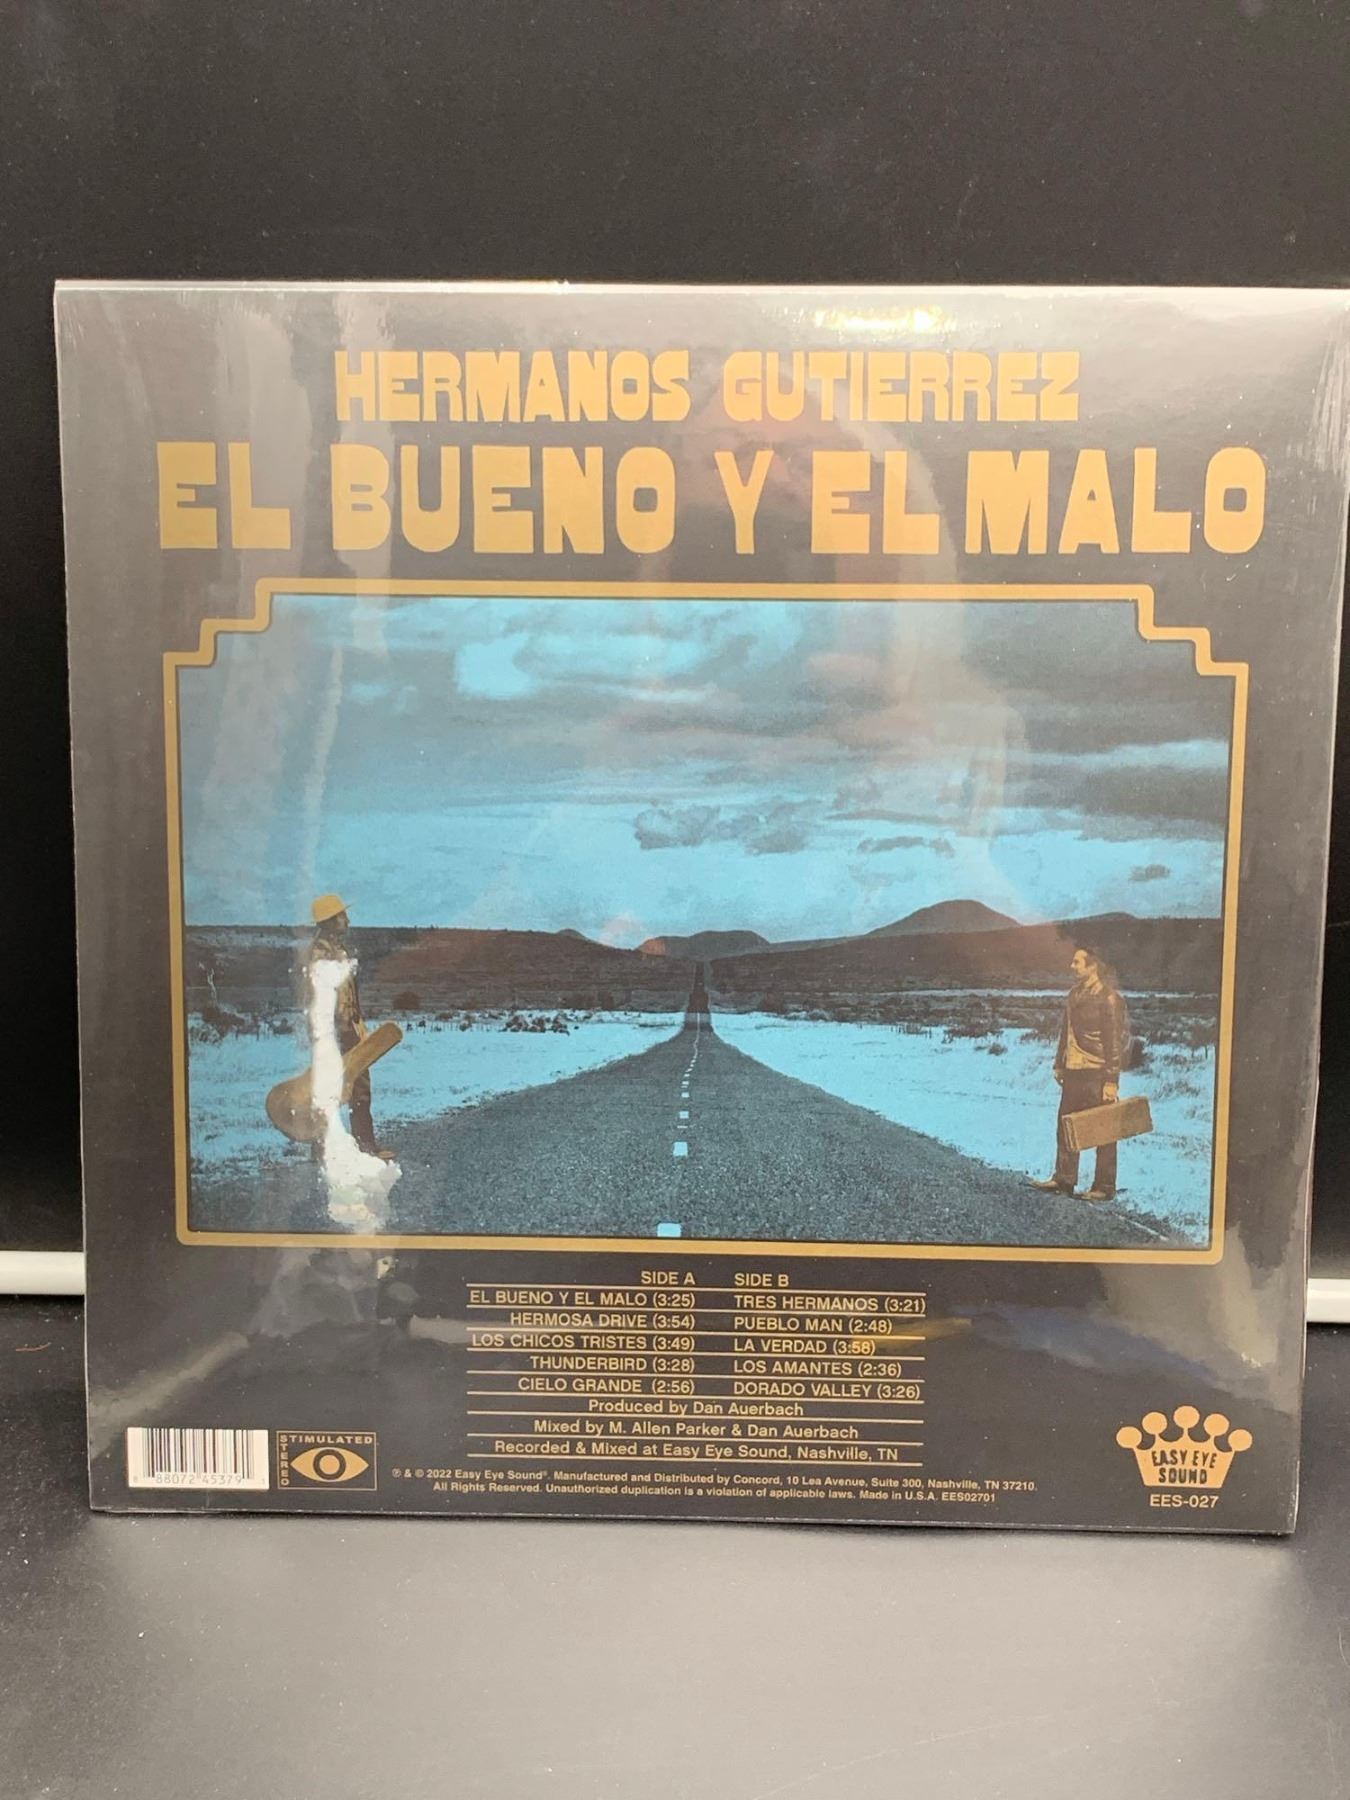 HERMANOS GUTIERREZ
EL BUENO Y EL MALO
SIDE A
EL BUENO Y EL MALO (3:25)
HERMOSA DRIVE (3:54)
LOS CHICOS TRISTES (3:49)
THUNDERBIRD (3:28)
CIELO GRANDE (2:56)
SIDE B
TRES HERMANOS (3:21)
PUEBLO MAN (2:48)
LA VERDAD (3:58)
LOS AMANTES (2:36)
DORADO VALLEY (3:26)
Produced by Dan Auerbach
Mixed by M. Allen Parker & Dan Auerbach
Recorded & Mixed at Easy Eye Sound, Nashville, TN
8 88072 45379 1
STIMULATED
STEREO
℗ & © 2022 Easy Eye Sound®. Manufactured and Distributed by Concord, 10 Lea Avenue, Suite 300, Nashville, TN 37210.
All Rights Reserved. Unauthorized duplication is a violation of applicable laws. Made in U.S.A. EES02701
EASY EYE
SOUND
EES-027